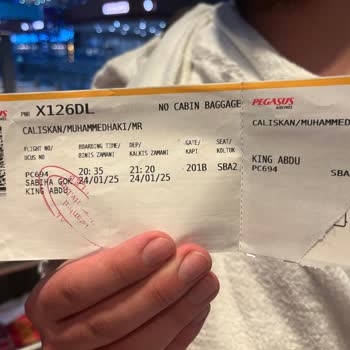 PNR X126DL NO CABIN BAGGAGE
CALISKAN/MUHAMMEDHAKI/MR
FLIGHT NO/ BOARDING TIME/ DEP/ GATE/ SEAT/
UCUS NO BINIS ZAMANI KALKIS ZAMANI KAPI KOLTUK
PC694 20:35 21:20 201B SBA2
SABIHA GOK 24/01/25 24/01/25
KING ABDU
PEGASUS
AIRLINES
CALISKAN/MUHAMMED
KING ABDU
PC694
SBA